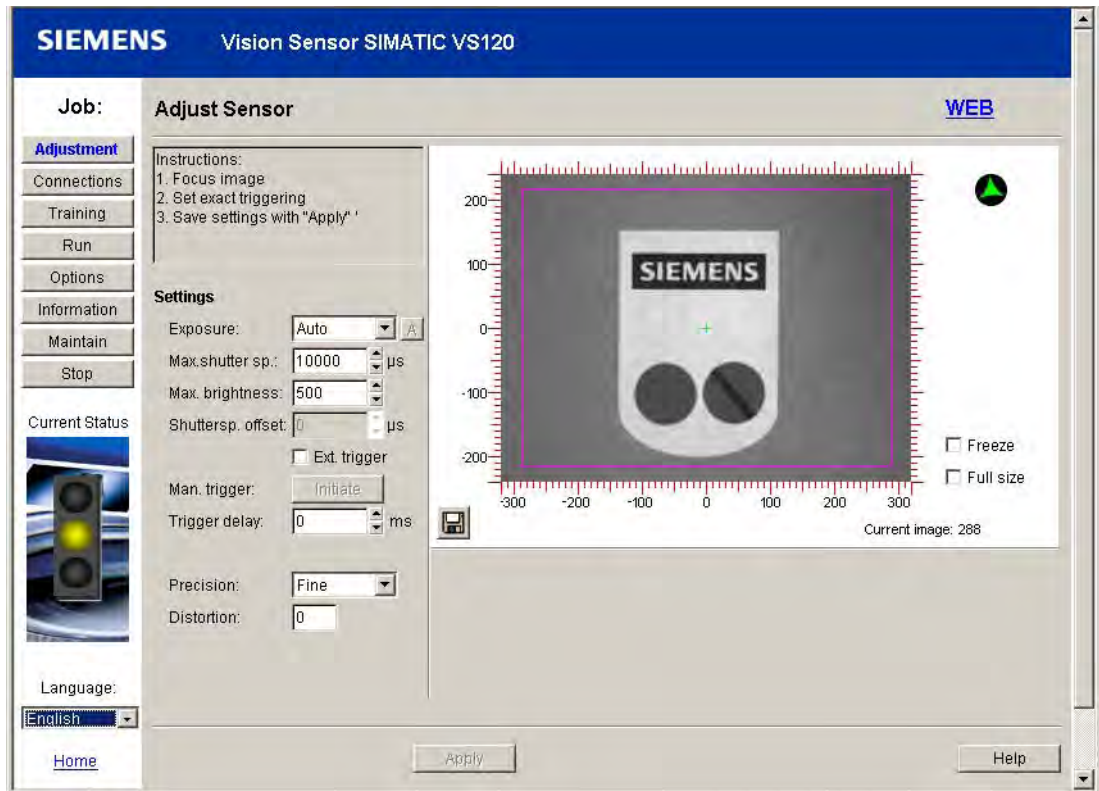 SIEMENS Vision Sensor SIMATIC VS120
Job:
Adjustment
Connections
Training
Run
Options
Information
Maintain
Stop
Current Status
Language:
English
Home
Adjust Sensor
WEB
Instructions:
1. Focus image
2. Set exact triggering
3. Save settings with "Apply" '
Settings
Exposure: Auto A
Max.shutter sp.: 10000 µs
Max. brightness: 500
Shuttersp. offset: 0 µs
Ext. trigger
Man. trigger: Initiate
Trigger delay: 0 ms
Precision: Fine
Distortion: 0
200
100
0
-100
-200
SIEMENS
-300 -200 -100 0 100 200 300
Freeze
Full size
Current image: 288
Apply
Help